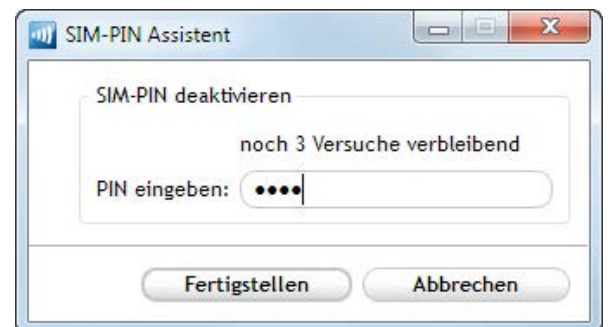 SIM-PIN Assistent
SIM-PIN deaktivieren
noch 3 Versuche verbleibend
PIN eingeben: ••••
Fertigstellen Abbrechen